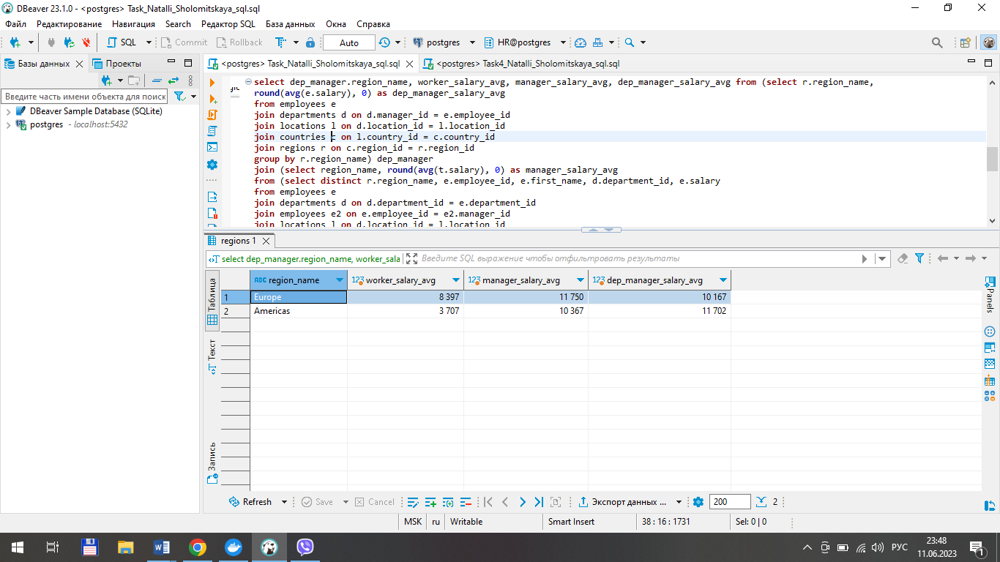 DBeaver 23.1.0 - <postgres> Task_Natalli_Sholomitskaya_sql.sql
Файл Редактирование Навигация Search Редактор SQL База данных Окна Справка
SQL Commit Rollback Auto postgres HR@postgres
Базы данных Проекты
<postgres> Task_Natalli_Sholomitskaya_sql.sql <postgres> Task4_Natalli_Sholomitskaya_sql.sql
Введите часть имени объекта для поиск
DBeaver Sample Database (SQLite)
postgres - localhost:5432
select dep_manager.region_name, worker_salary_avg, manager_salary_avg, dep_manager_salary_avg from (select r.region_name,
round(avg(e.salary), 0) as dep_manager_salary_avg
from employees e
join departments d on d.manager_id = e.employee_id
join locations l on d.location_id = l.location_id
join countries c on l.country_id = c.country_id
join regions r on c.region_id = r.region_id
group by r.region_name) dep_manager
join (select region_name, round(avg(t.salary), 0) as manager_salary_avg
from (select distinct r.region_name, e.employee_id, e.first_name, d.department_id, e.salary
from employees e
join departments d on d.department_id = e.department_id
join employees e2 on e.employee_id = e2.manager_id
join locations l on d.location_id = l.location_id
regions 1
select dep_manager.region_name, worker_sala Введите SQL выражение чтобы отфильтровать результаты
Таблица
Текст
Запись
ABC region_name 123 worker_salary_avg 123 manager_salary_avg 123 dep_manager_salary_avg
1 Europe 8 397 11 750 10 167
2 Americas 3 707 10 367 11 702
Panels
Refresh Save Cancel Экспорт данных ... 200 2
MSK ru Writable Smart Insert 38 : 16 : 1731 Sel: 0 | 0
РУС 23:48
11.06.2023
1